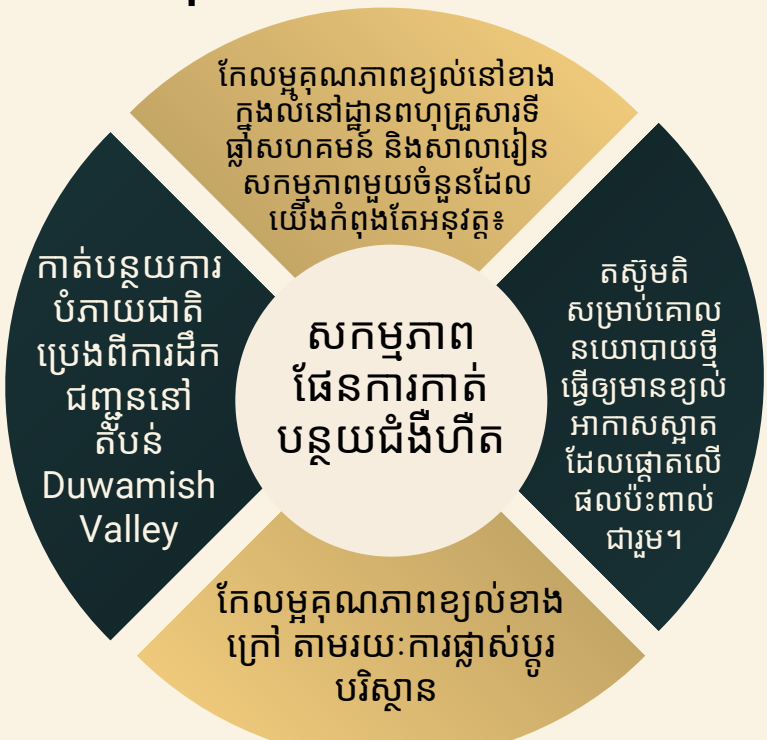 កែលម្អគុណភាពខ្យល់នៅខាង
ក្នុងលំនៅដ្ឋានពហុគ្រួសារទី
ធ្លាសហគមន៍ និងសាលារៀន
សកម្មភាពមួយចំនួនដែល
យើងកំពុងតែអនុវត្ត៖
កាត់បន្ថយការ
បំភាយជាតិ
ប្រេងពីការដឹក
ជញ្ជូននៅ
តំបន់
Duwamish
Valley
សកម្មភាព
ផែនការកាត់
បន្ថយជំងឺហឺត
តស៊ូមតិ
សម្រាប់គោល
នយោបាយថ្មី
ធ្វើឲ្យមានខ្យល់
អាកាសស្អាត
ដែលផ្តោតលើ
ផលប៉ះពាល់
ជារួម។
កែលម្អគុណភាពខ្យល់ខាង
ក្រៅ តាមរយៈការផ្លាស់ប្តូរ
បរិស្ថាន